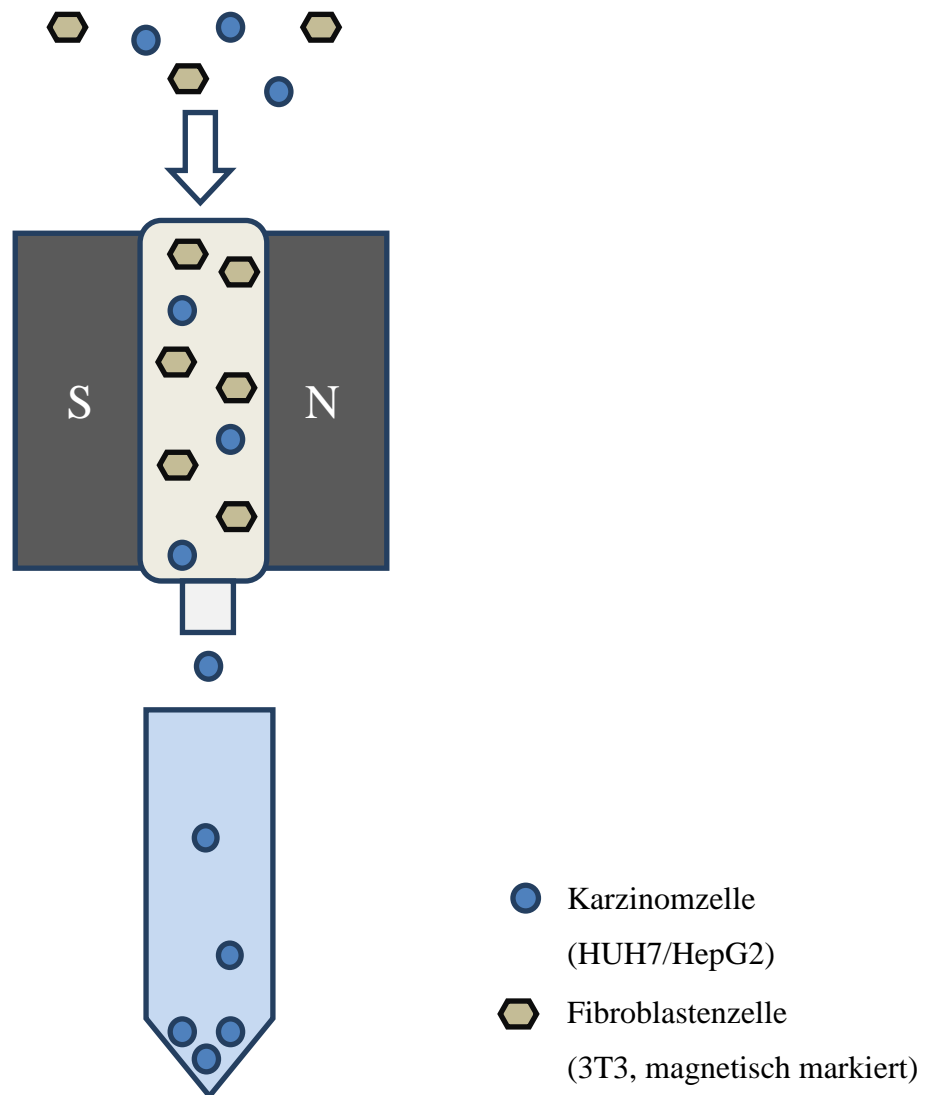 S
N
Karzinomzelle
(HUH7/HepG2)
Fibroblastenzelle
(3T3, magnetisch markiert)